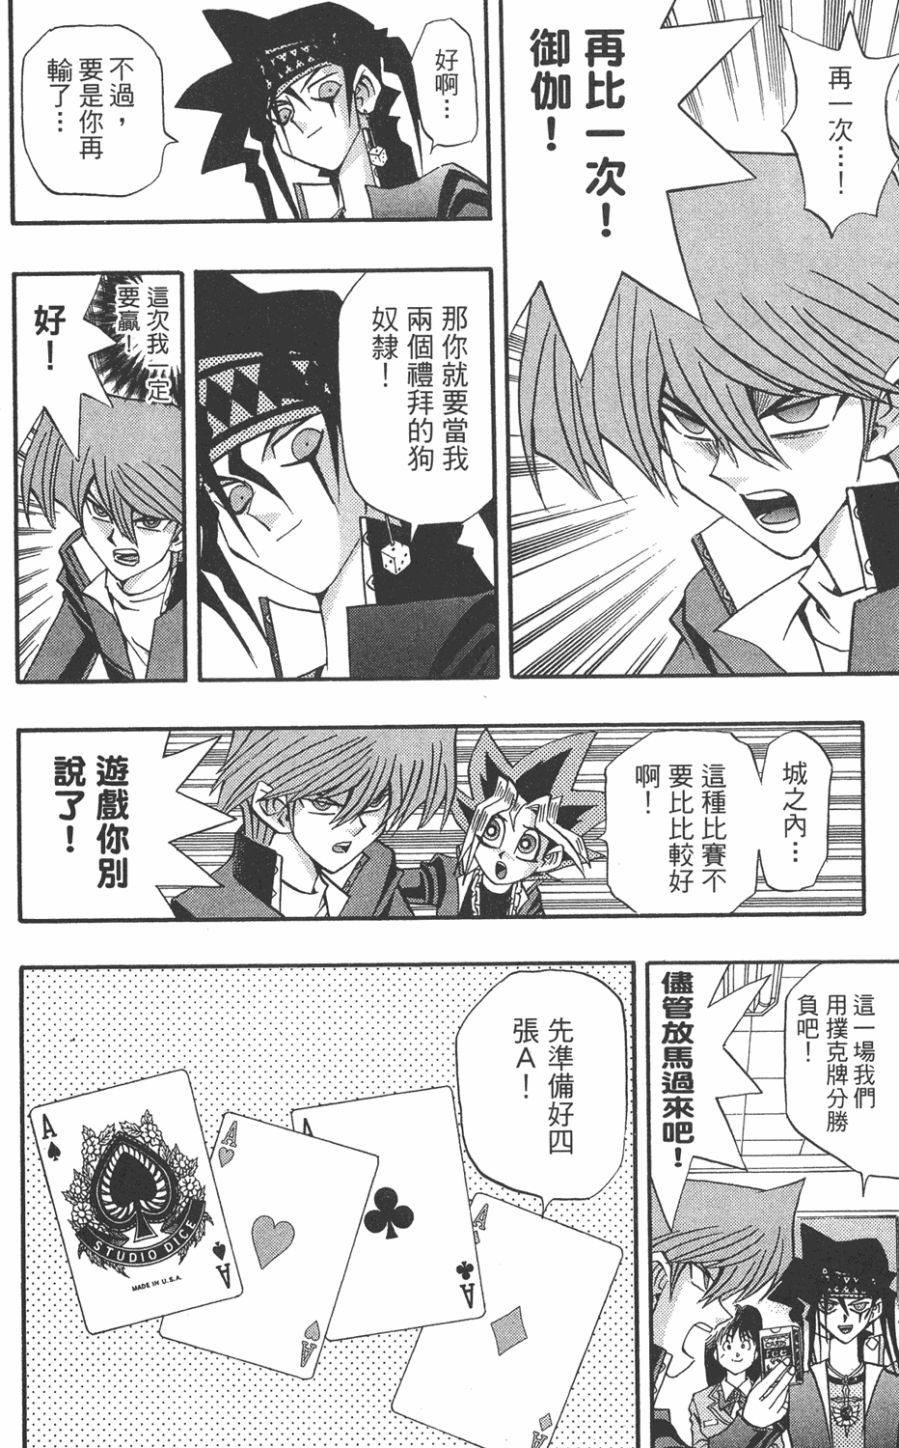 再一次…！
再比一次！
御伽！
好啊…
不過，
要是你再
輸了…
那你就要當我
兩個禮拜的狗
奴隸！
這次我一定
要贏！
好！
城之內…
這種比賽不
要比比較好
啊！
遊戲你別
說了！
這一場我們
用撲克牌分勝
負吧！
儘管放馬過來吧！
先準備好四
張A！
A
STUDIO DICE
MADE IN U.S.A.
A
A
A
A
A
A
A